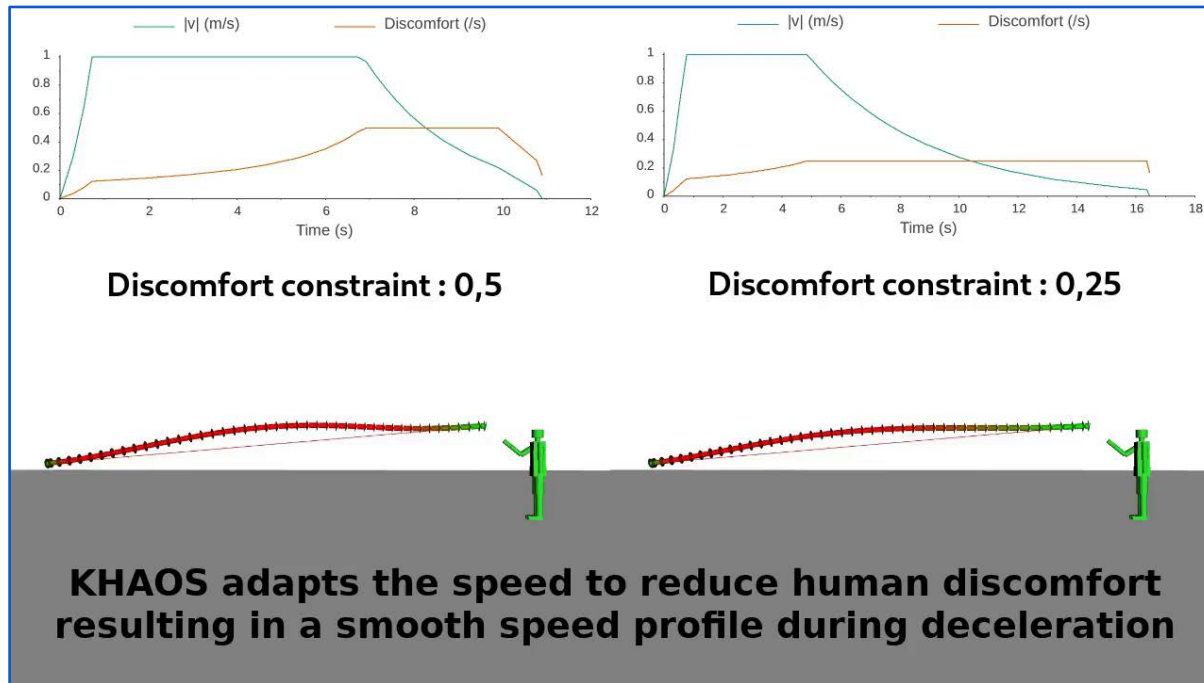 |v| (m/s) Discomfort (/s)
1
0.8
0.6
0.4
0.2
0
0 2 4 6 8 10 12
Time (s)
|v| (m/s) Discomfort (/s)
1
0.8
0.6
0.4
0.2
0
0 2 4 6 8 10 12 14 16 18
Time (s)
Discomfort constraint : 0,5
Discomfort constraint : 0,25
KHAOS adapts the speed to reduce human discomfort
resulting in a smooth speed profile during deceleration